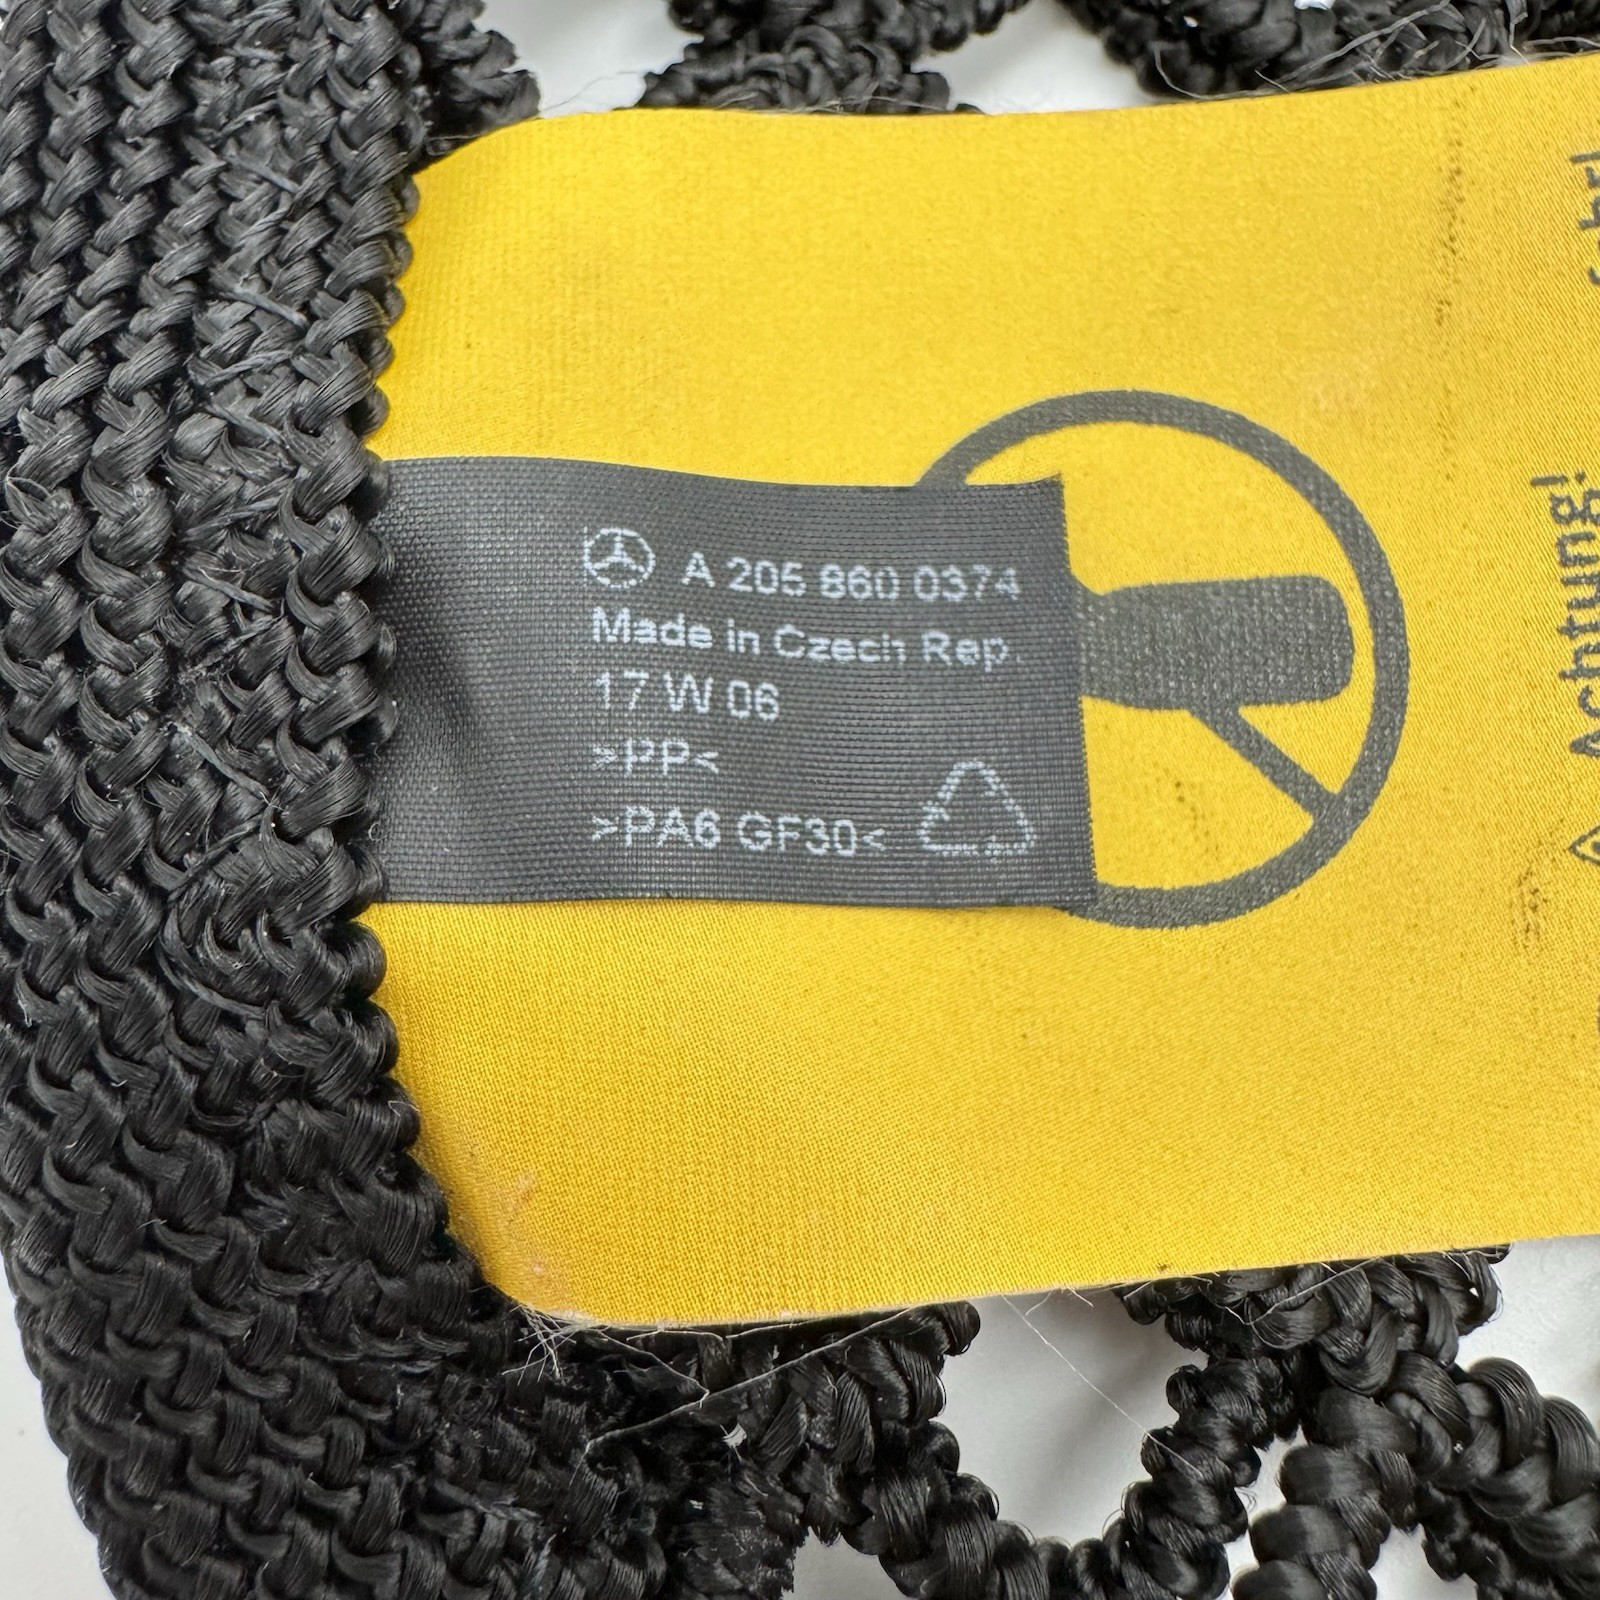 A 205 860 0374
Made in Czech Rep.
17 W 06
>PP<
>PA6 GF30<
Achtung!